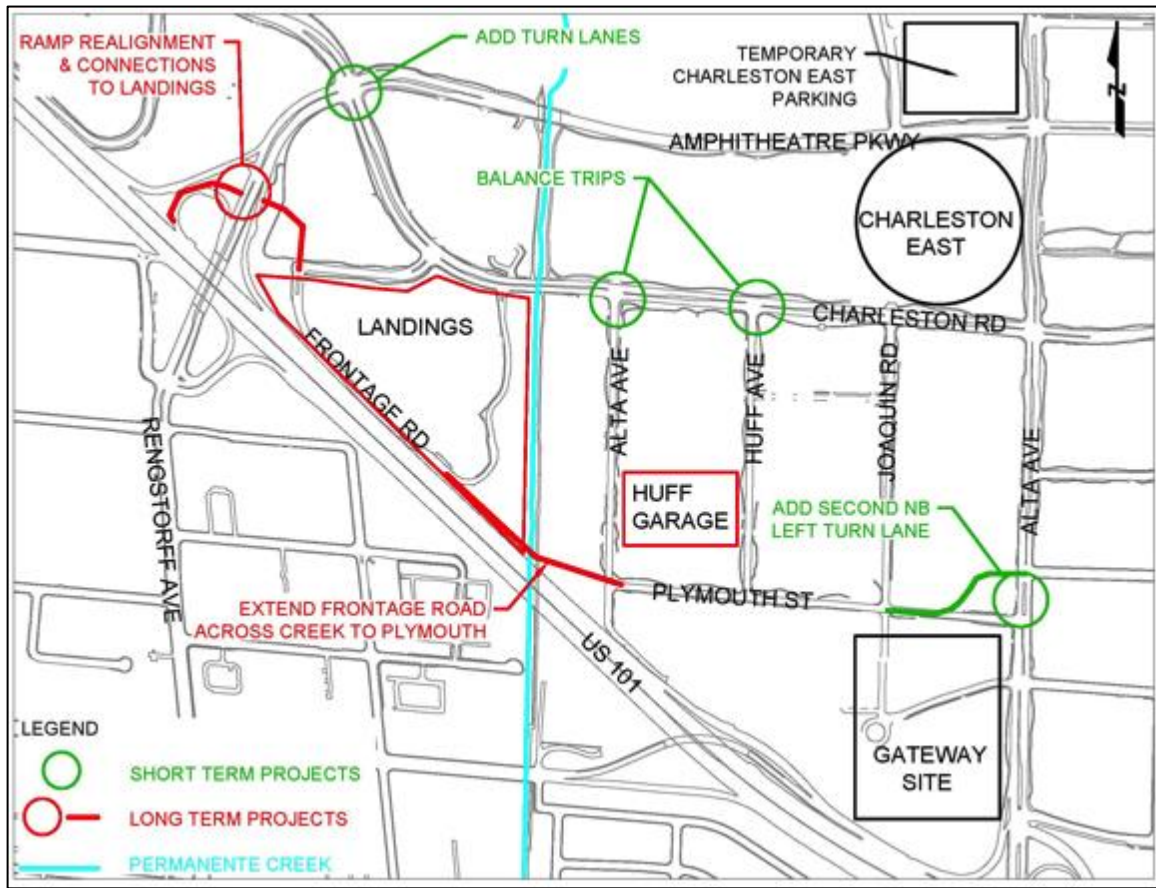 RAMP REALIGNMENT
& CONNECTIONS
TO LANDINGS
ADD TURN LANES
TEMPORARY
CHARLESTON EAST
PARKING
N
AMPHITHEATRE PKWY
BALANCE TRIPS
CHARLESTON
EAST
CHARLESTON RD
LANDINGS
FRONTAGE RD
ALTA AVE
HUFF AVE
JOAQUIN RD
ALTA AVE
RENGSTORFF AVE
HUFF
GARAGE
ADD SECOND NB
LEFT TURN LANE
PLYMOUTH ST
EXTEND FRONTAGE ROAD
ACROSS CREEK TO PLYMOUTH
US 101
GATEWAY
SITE
LEGEND
SHORT TERM PROJECTS
LONG TERM PROJECTS
PERMANENTE CREEK